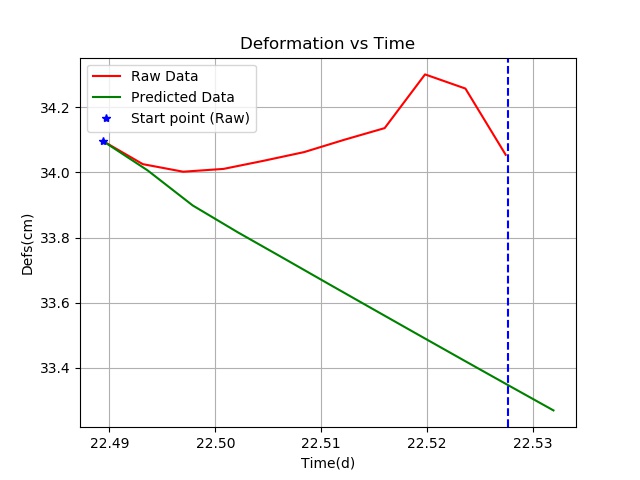 Deformation vs Time
Raw Data
Predicted Data
Start point (Raw)
34.2
34.0
33.8
33.6
33.4
Defs(cm)
22.49 22.50 22.51 22.52 22.53
Time(d)